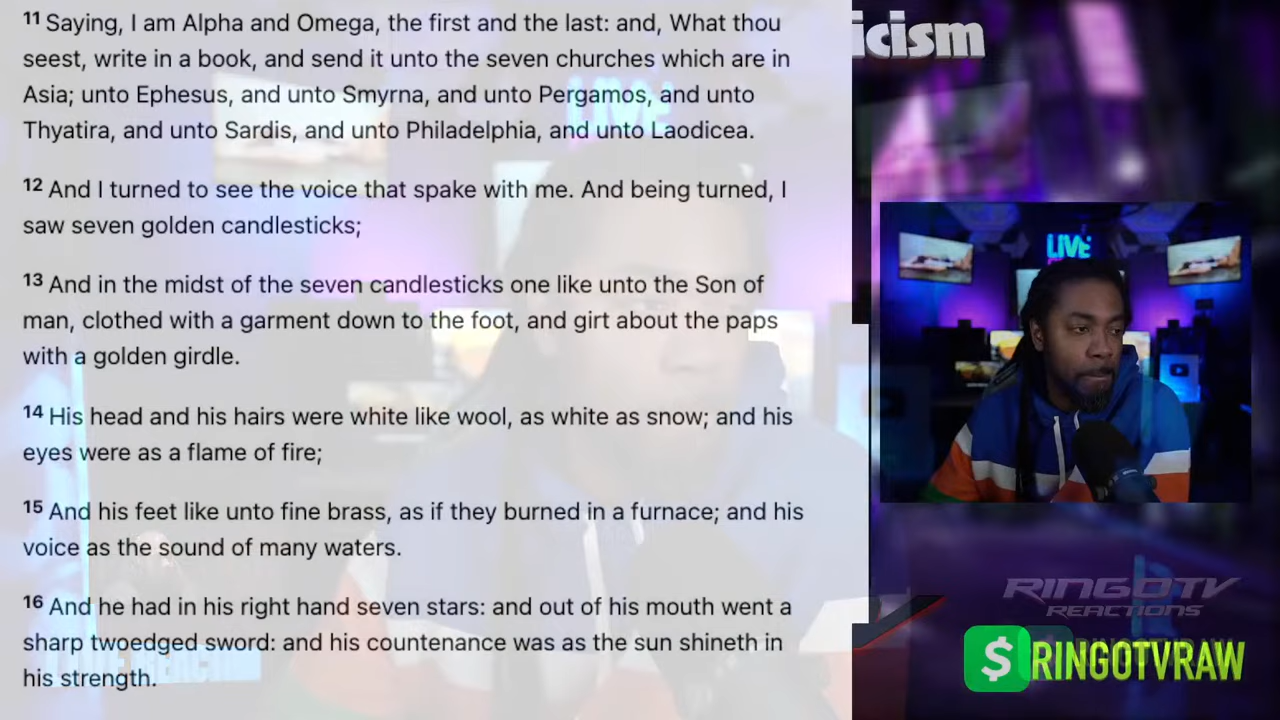 11 Saying, I am Alpha and Omega, the first and the last: and, What thou
seest, write in a book, and send it unto the seven churches which are in
Asia; unto Ephesus, and unto Smyrna, and unto Pergamos, and unto
Thyatira, and unto Sardis, and unto Philadelphia, and unto Laodicea.
12 And I turned to see the voice that spake with me. And being turned, I
saw seven golden candlesticks;
13 And in the midst of the seven candlesticks one like unto the Son of
man, clothed with a garment down to the foot, and girt about the paps
with a golden girdle.
14 His head and his hairs were white like wool, as white as snow; and his
eyes were as a flame of fire;
15 And his feet like unto fine brass, as if they burned in a furnace; and his
voice as the sound of many waters.
16 And he had in his right hand seven stars: and out of his mouth went a
sharp twoedged sword: and his countenance was as the sun shineth in
his strength.
icism
LIVE
LIVE
RINGOTV
REACTIONS
$RINGOTVRAW